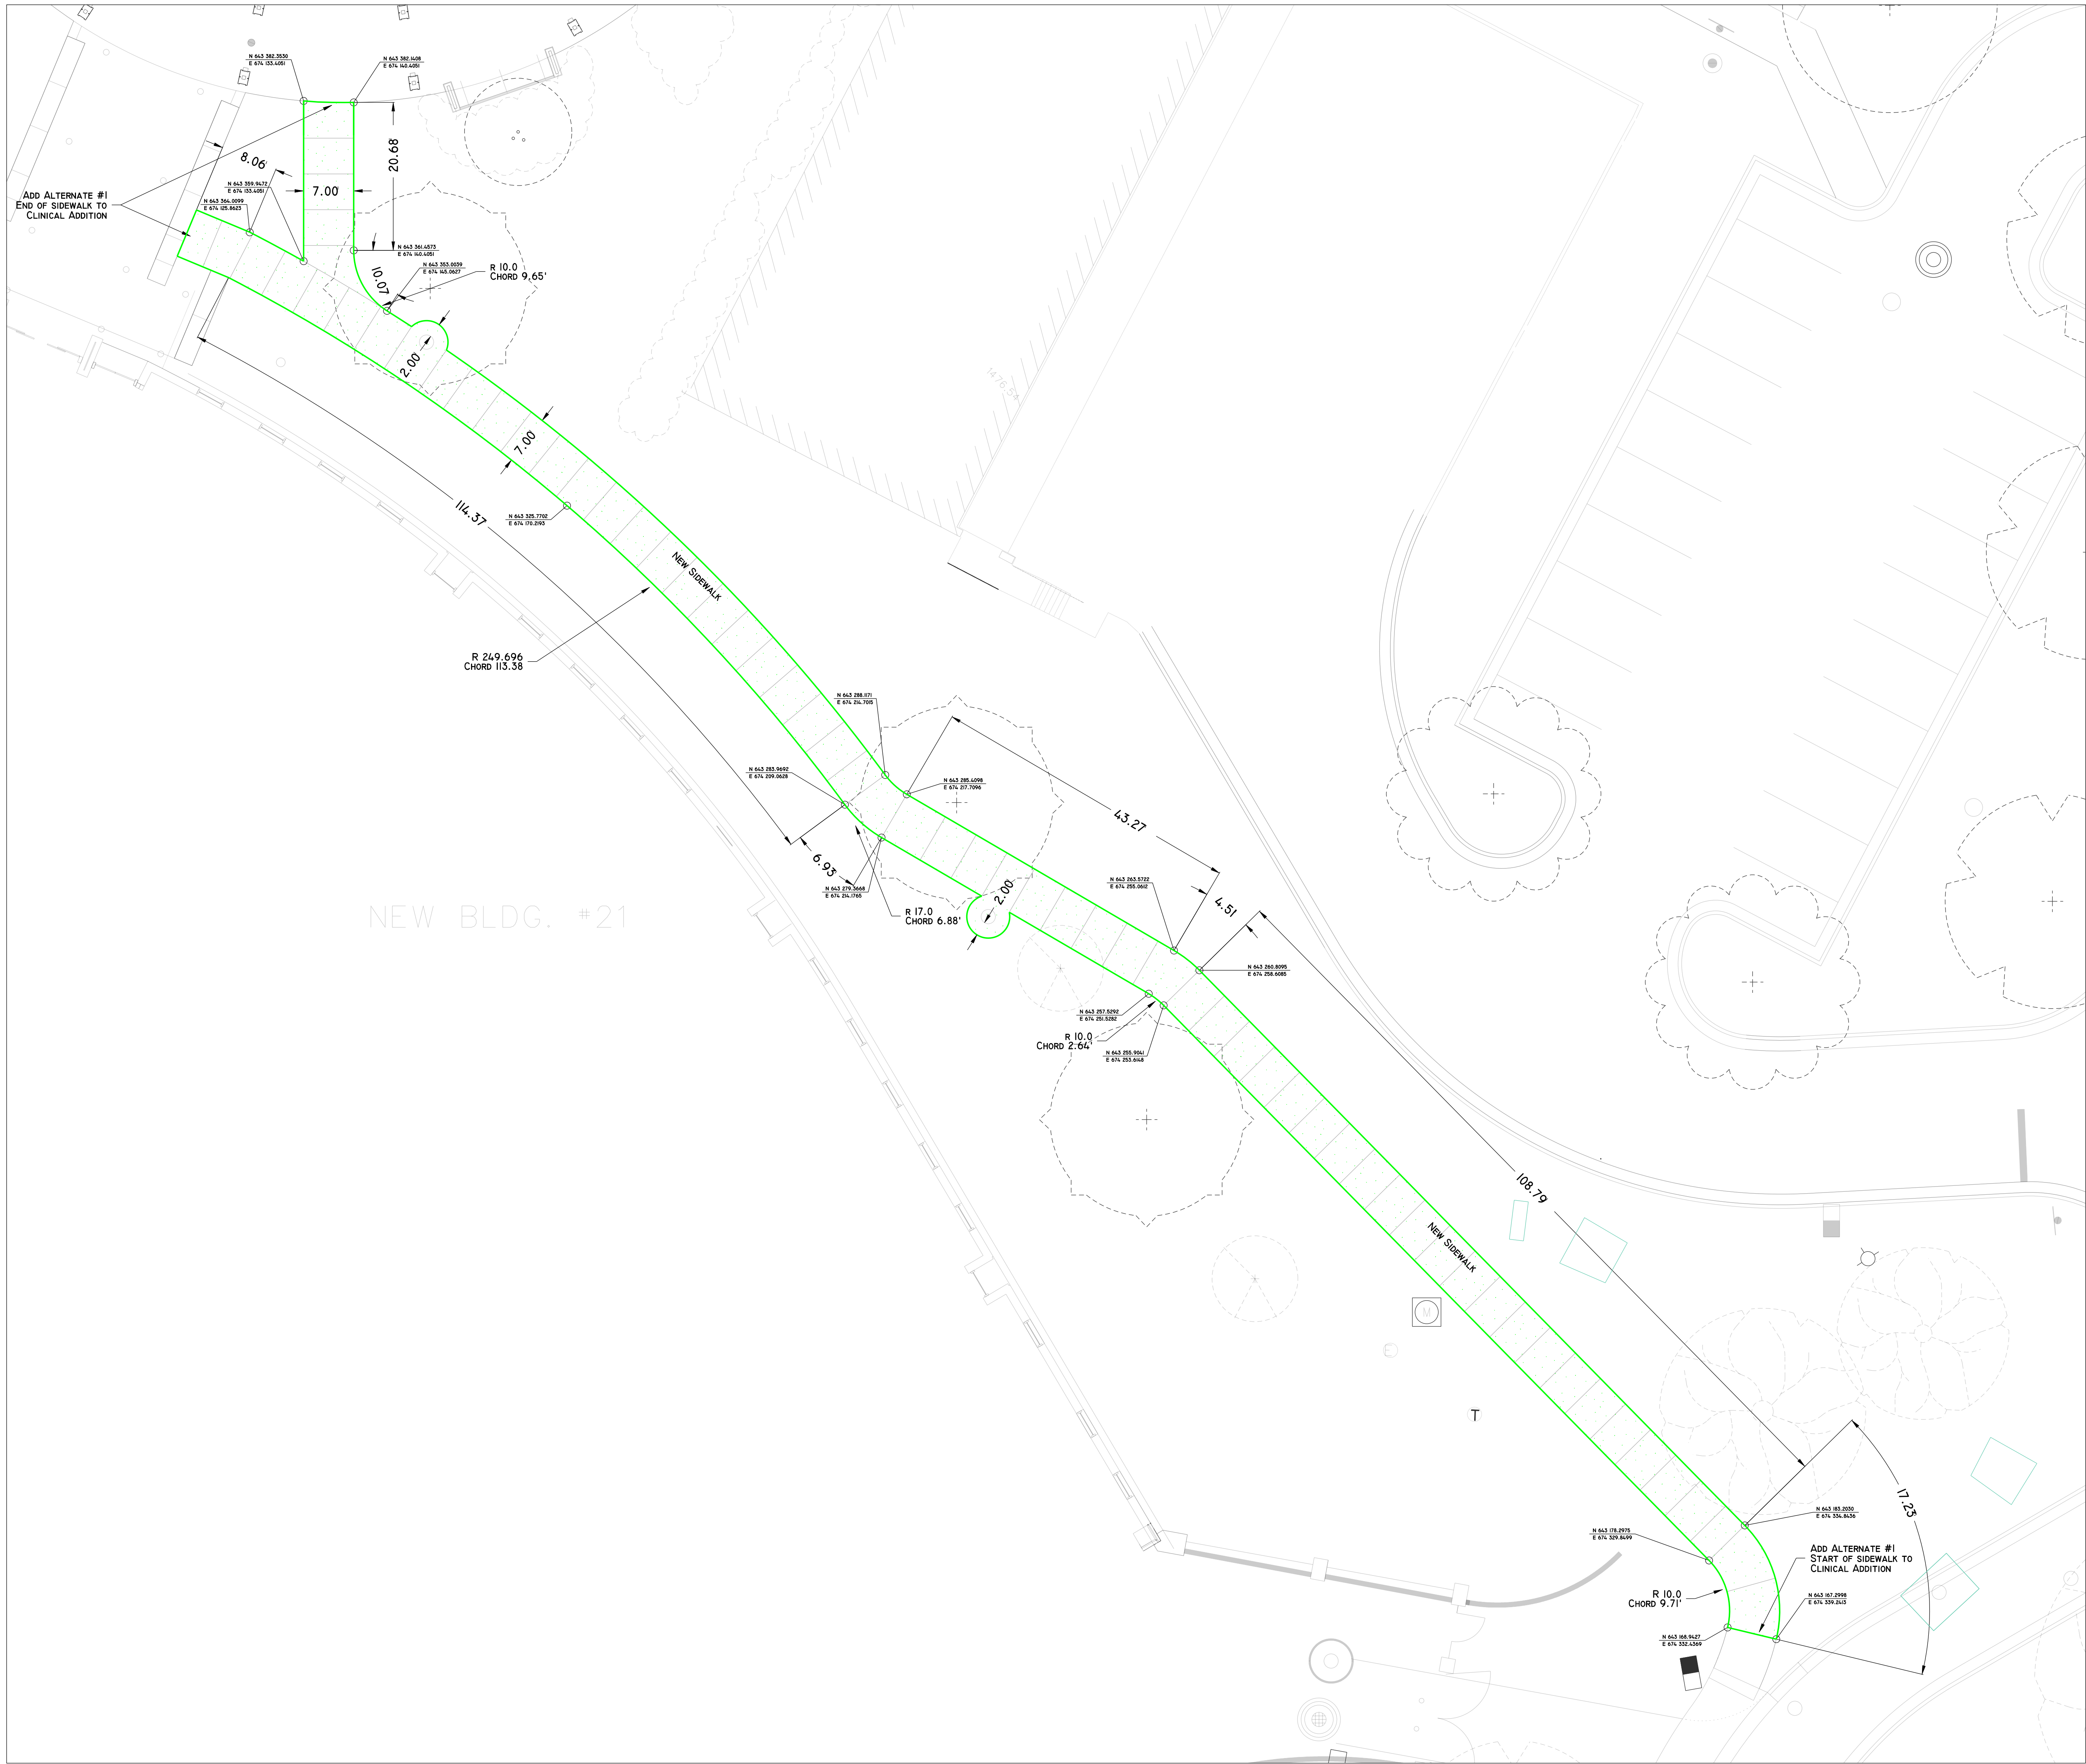 N 643 382.3530
E 674 133.4051
N 643 382.1408
E 674 140.4051
20.68
8.06'
ADD ALTERNATE #1
END OF SIDEWALK TO
CLINICAL ADDITION
N 643 359.9472
E 674 133.4051
N 643 364.0099
E 674 125.8623
7.00'
N 643 361.4573
E 674 140.4051
N 643 353.0039
E 674 145.0627
R 10.0
CHORD 9.65'
10.07
2.00'
7.00
1476.54
114.37
N 643 325.7702
E 674 170.2193
NEW SIDEWALK
R 249.696
CHORD 113.38
N 643 288.1171
E 674 214.7015
N 643 283.9692
E 674 209.0628
N 643 285.4098
E 674 217.7096
43.27
6.93
N 643 279.3668
E 674 214.1765
2.00'
R 17.0
CHORD 6.88'
N 643 263.5722
E 674 255.0612
4.51
NEW BLDG. #21
N 643 260.8095
E 674 258.6085
N 643 257.5292
E 674 251.5282
R 10.0
CHORD 2.64'
N 643 255.9041
E 674 253.6148
108.79
NEW SIDEWALK
M
E
T
17.23
N 643 183.2030
E 674 334.8436
N 643 178.2975
E 674 329.8499
ADD ALTERNATE #1
START OF SIDEWALK TO
CLINICAL ADDITION
R 10.0
CHORD 9.71'
N 643 167.2998
E 674 339.2413
N 643 168.9427
E 674 332.4369